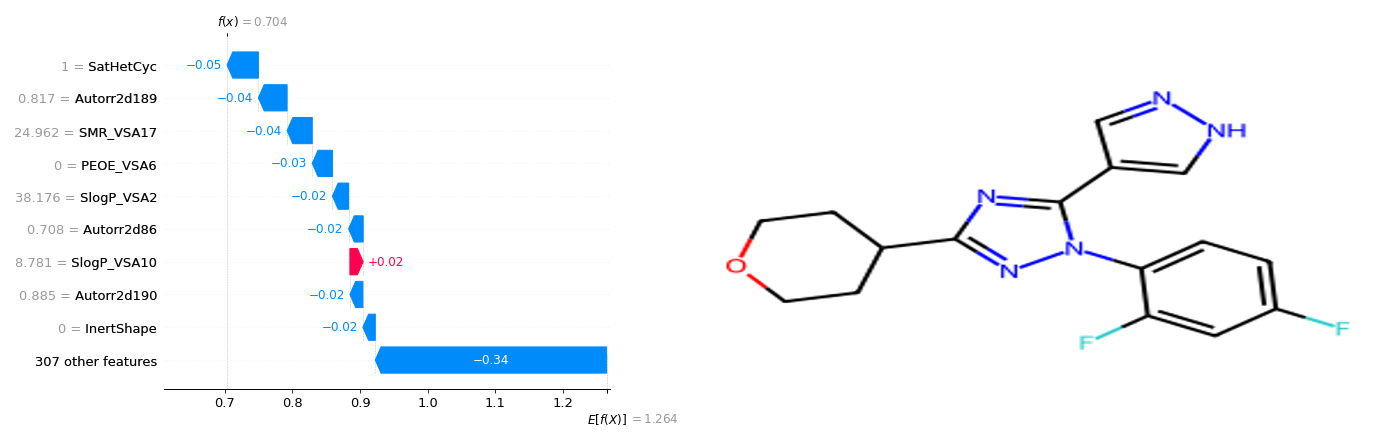 f(x) = 0.704
1 = SatHetCyc
−0.05
0.817 = Autorr2d189
−0.04
24.962 = SMR_VSA17
−0.04
0 = PEOE_VSA6
−0.03
38.176 = SlogP_VSA2
−0.02
0.708 = Autorr2d86
−0.02
8.781 = SlogP_VSA10
+0.02
0.885 = Autorr2d190
−0.02
0 = InertShape
−0.02
307 other features
−0.34
0.7 0.8 0.9 1.0 1.1 1.2
E[f(X)] = 1.264
N
NH
N
N
N
O
F
F